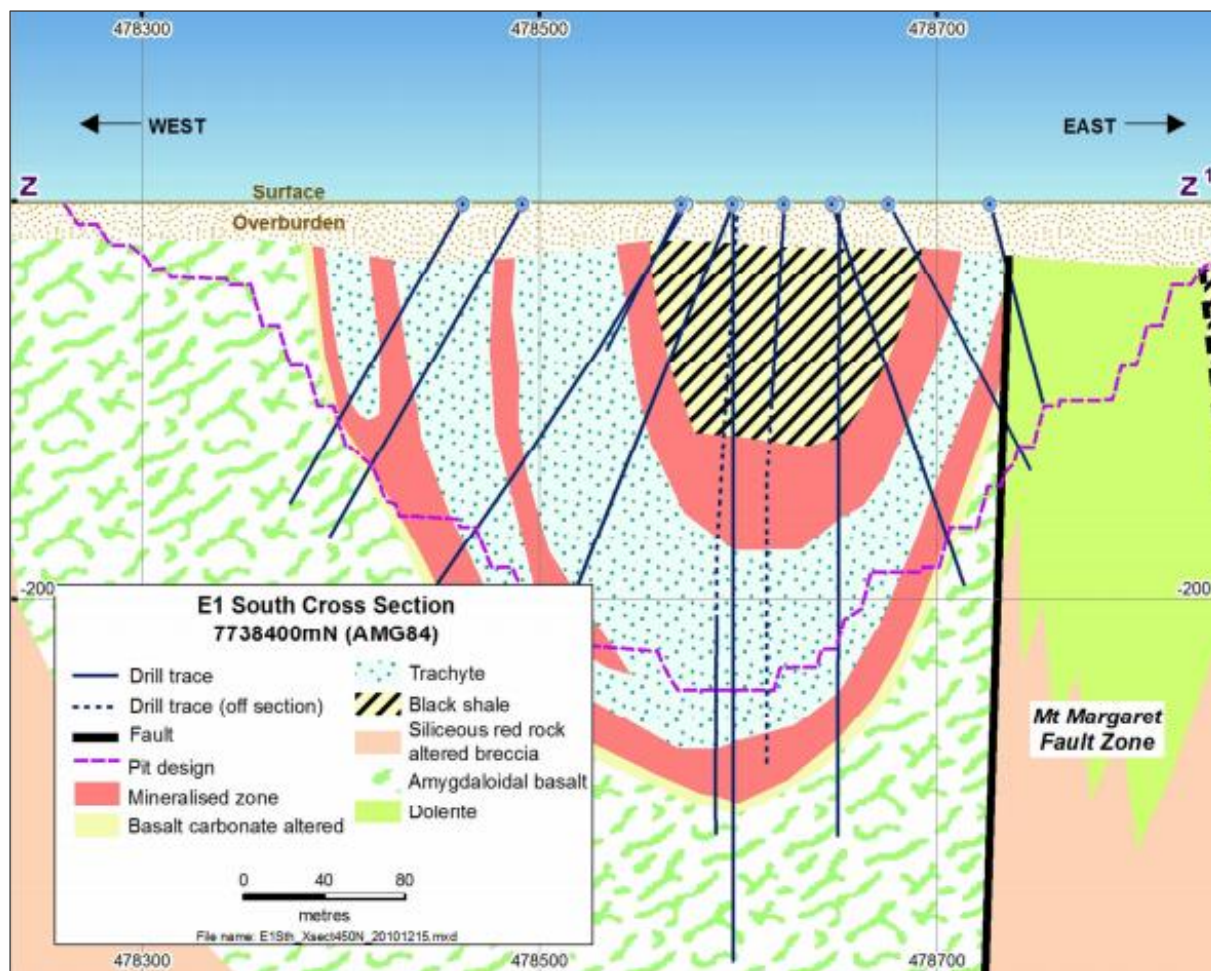 478300 478500 478700
WEST
EAST
Z
Z 1
Surface
Overburden
-200
-200
E1 South Cross Section
7738400mN (AMG84)
Drill trace
Drill trace (off section)
Fault
Pit design
Mineralised zone
Basalt carbonate altered
Trachyte
Black shale
Siliceous red rock
altered breccia
Amygdaloidal basalt
Dolerite
0 40 80
metres
File name: E1Sth_Xsect450N_20101215.mxd
Mt Margaret
Fault Zone
478300 478500 478700